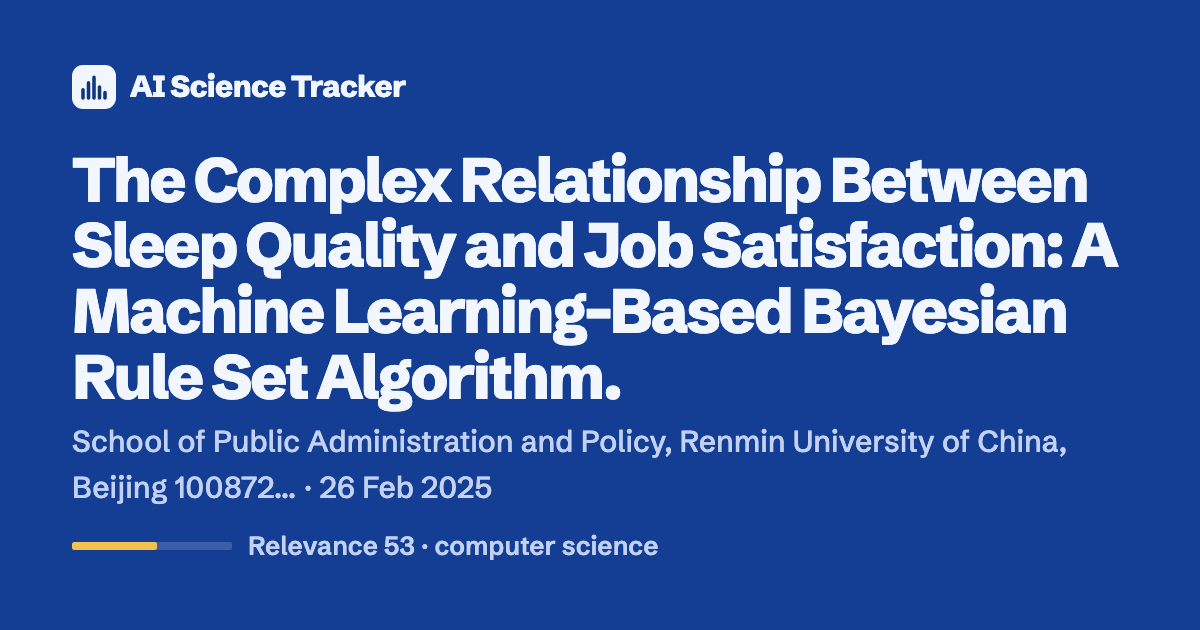 AI Science Tracker
The Complex Relationship Between
Sleep Quality and Job Satisfaction: A
Machine Learning-Based Bayesian
Rule Set Algorithm.
School of Public Administration and Policy, Renmin University of China,
Beijing 100872... · 26 Feb 2025
Relevance 53 · computer science